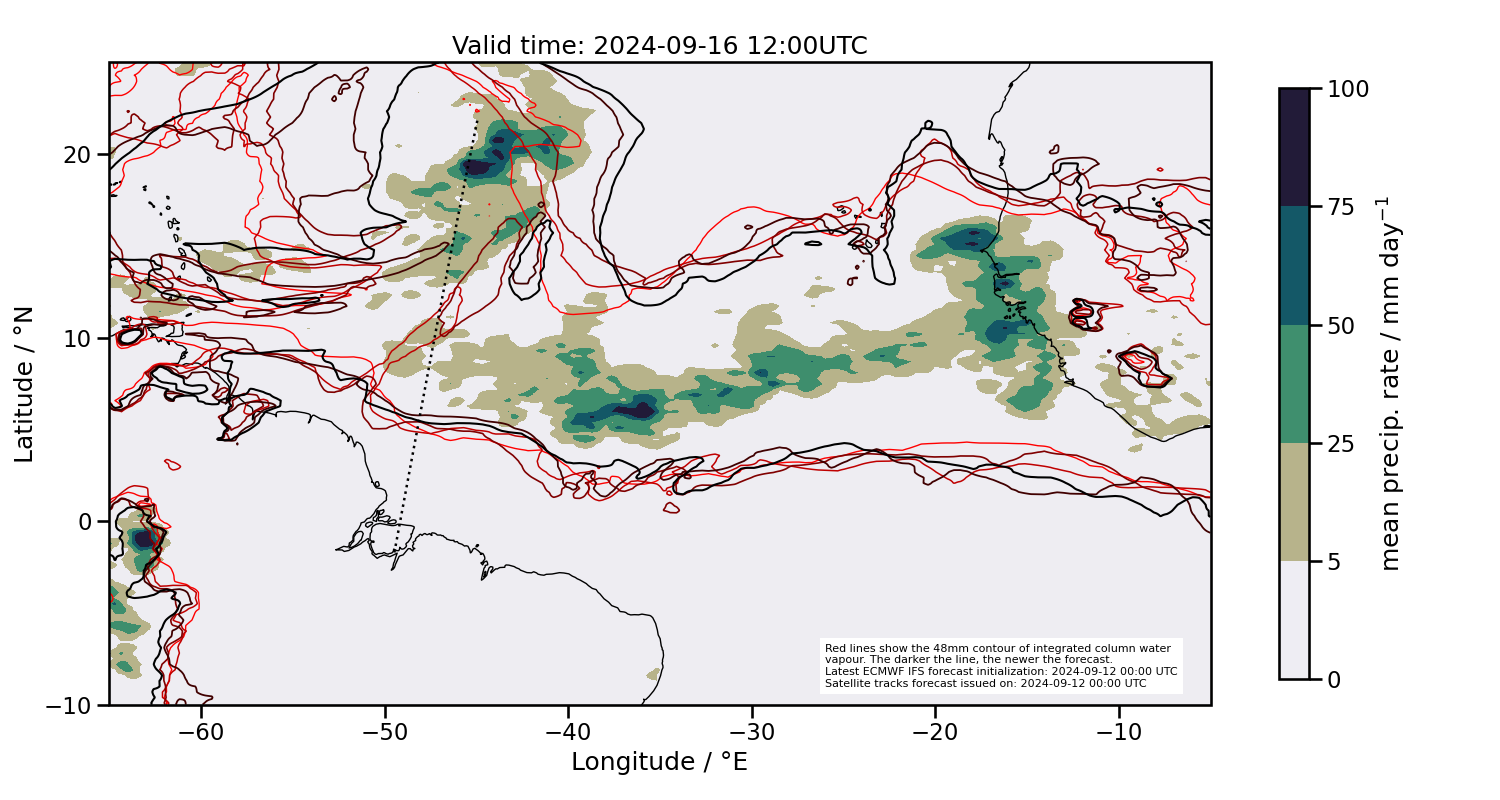 Valid time: 2024-09-16 12:00UTC
20
10
0
−10
Latitude / °N
−60
−50
−40
−30
−20
−10
Longitude / °E
Red lines show the 48mm contour of integrated column water
vapour. The darker the line, the newer the forecast.
Latest ECMWF IFS forecast initialization: 2024-09-12 00:00 UTC
Satellite tracks forecast issued on: 2024-09-12 00:00 UTC
100
75
50
25
5
0
mean precip. rate / mm day⁻¹